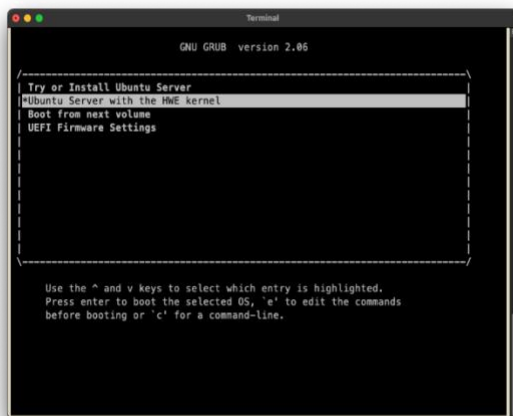 Terminal
GNU GRUB version 2.06
Try or Install Ubuntu Server
*Ubuntu Server with the HWE kernel
Boot from next volume
UEFI Firmware Settings
Use the ^ and v keys to select which entry is highlighted.
Press enter to boot the selected OS, `e' to edit the commands
before booting or `c' for a command-line.